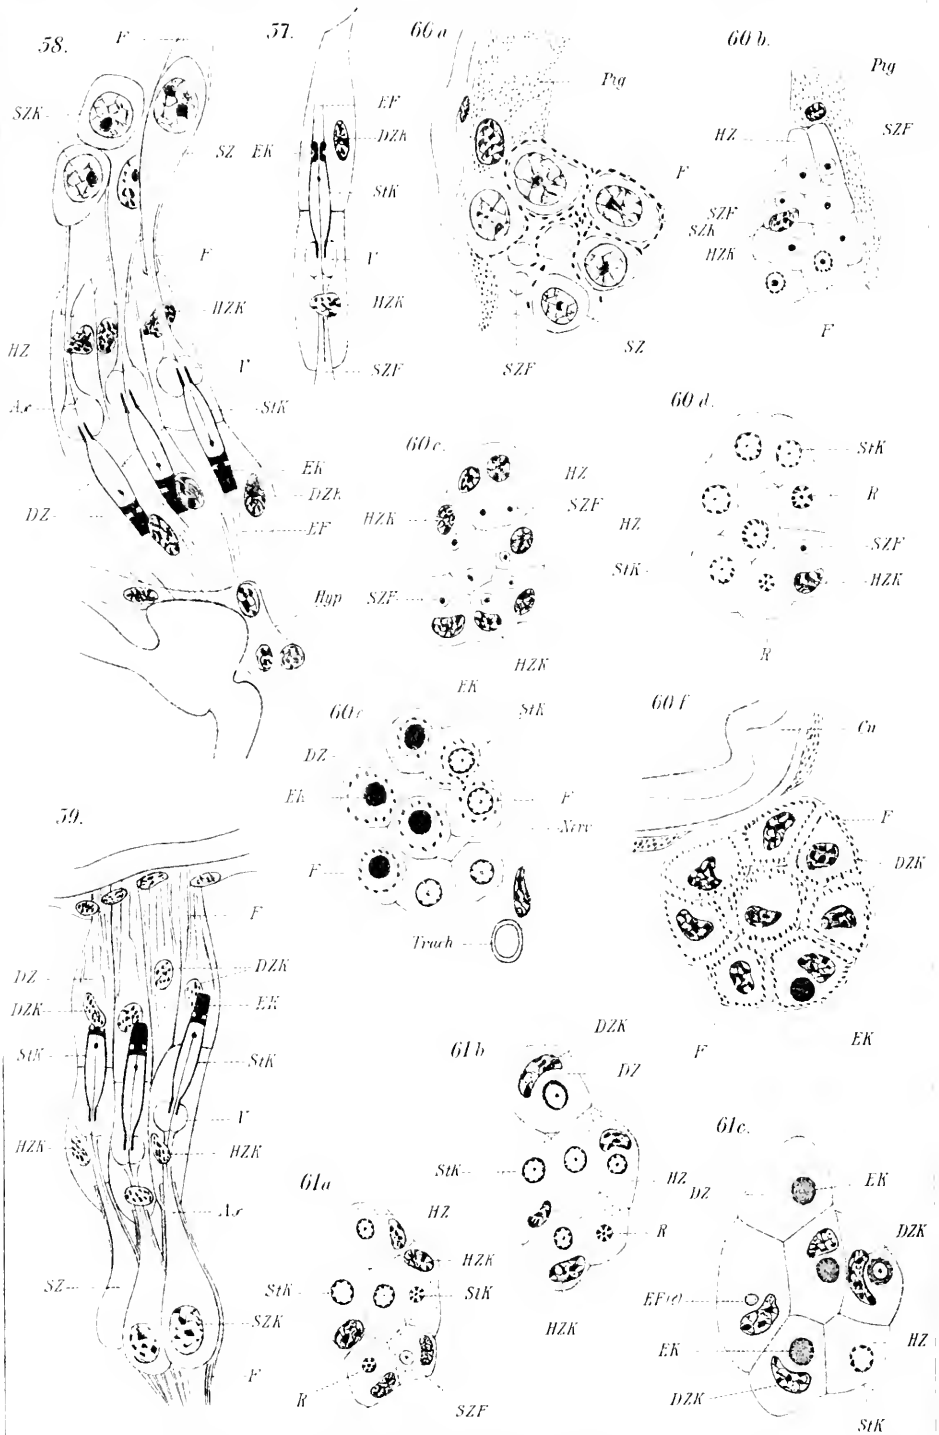 58.
F
SZK
SZ
F
HZK
HZ
V
Ax
StK
EK
DZK
DZ
EF
Hyp
57.
EF
DZK
EK
StK
V
HZK
SZF
60 a
Pig
F
SZ
SZF
60 b.
Pig
HZ
SZF
SZF
SZK
HZK
F
60 c.
HZ
SZF
HZK
SZF
HZK
60 d.
StK
R
HZ
SZF
StK
HZK
R
EK
StK
DZ
EK
F
Nerv
F
Trach
60 f
Cu
F
DZK
EK
F
59.
F
DZ
DZK
DZK
EK
StK
StK
V
HZK
HZK
Ax
SZ
SZK
F
61 a
HZ
HZK
StK
StK
R
SZF
61 b
DZK
DZ
StK
HZ
R
HZK
61 c.
DZ
EK
DZK
EF(?)
EK
HZ
DZK
StK